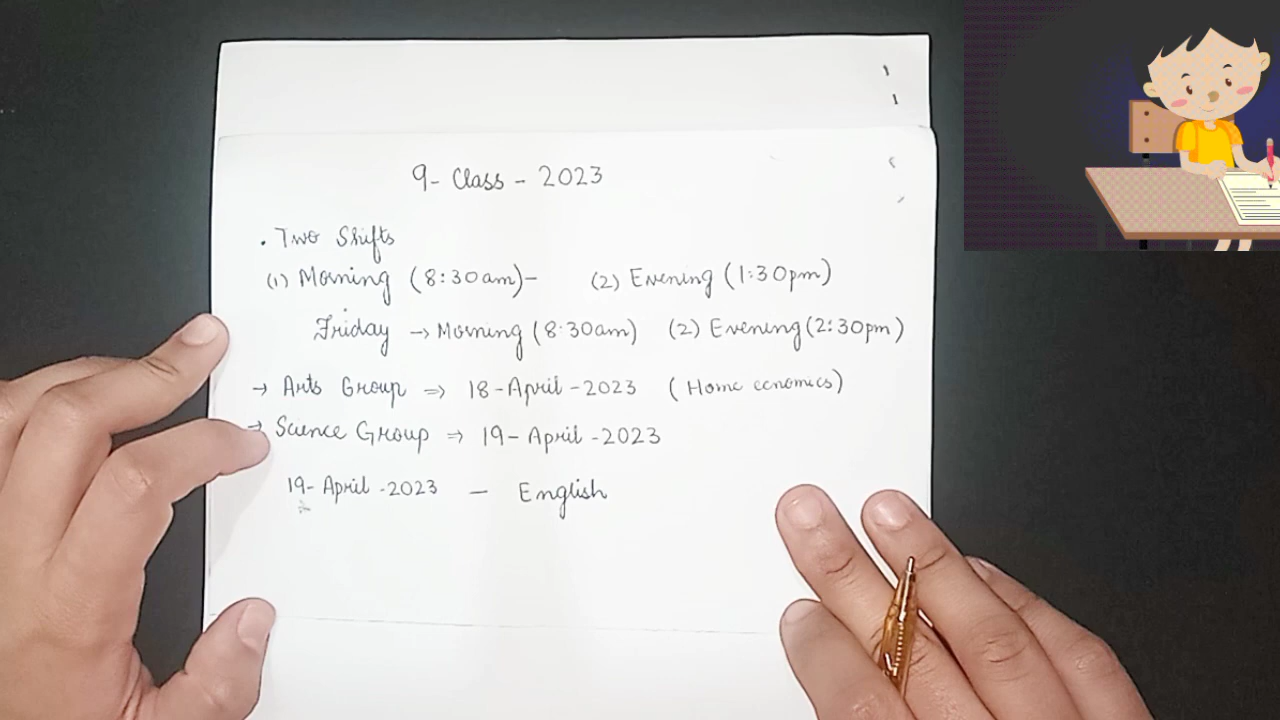 9- Class - 2023
. Two Shifts
(1) Morning (8:30am)- (2) Evening (1:30pm)
Friday → Morning (8:30am) (2) Evening (2:30pm)
→ Arts Group ⇒ 18-April-2023 (Home ecnomics)
→ Science Group ⇒ 19-April-2023
19-April-2023 - English